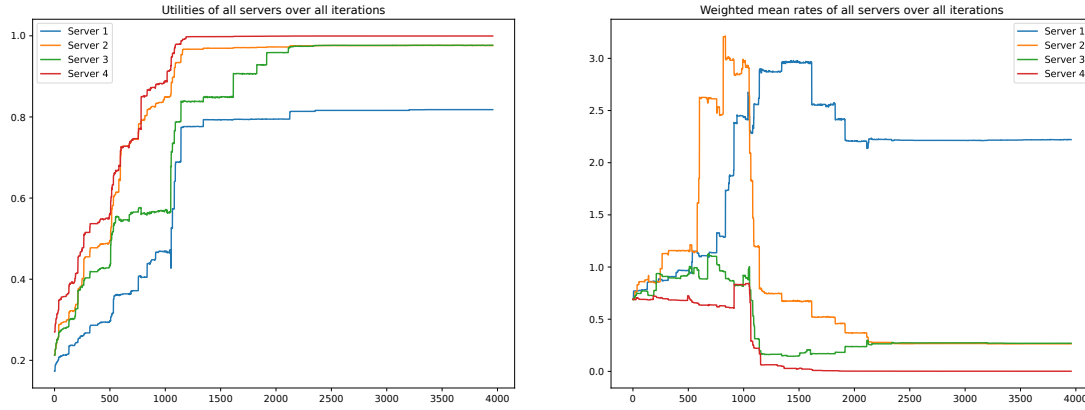 Utilities of all servers over all iterations
1.0
0.8
0.6
0.4
0.2
Server 1
Server 2
Server 3
Server 4
0 500 1000 1500 2000 2500 3000 3500 4000
Weighted mean rates of all servers over all iterations
3.0
2.5
2.0
1.5
1.0
0.5
0.0
Server 1
Server 2
Server 3
Server 4
0 500 1000 1500 2000 2500 3000 3500 4000